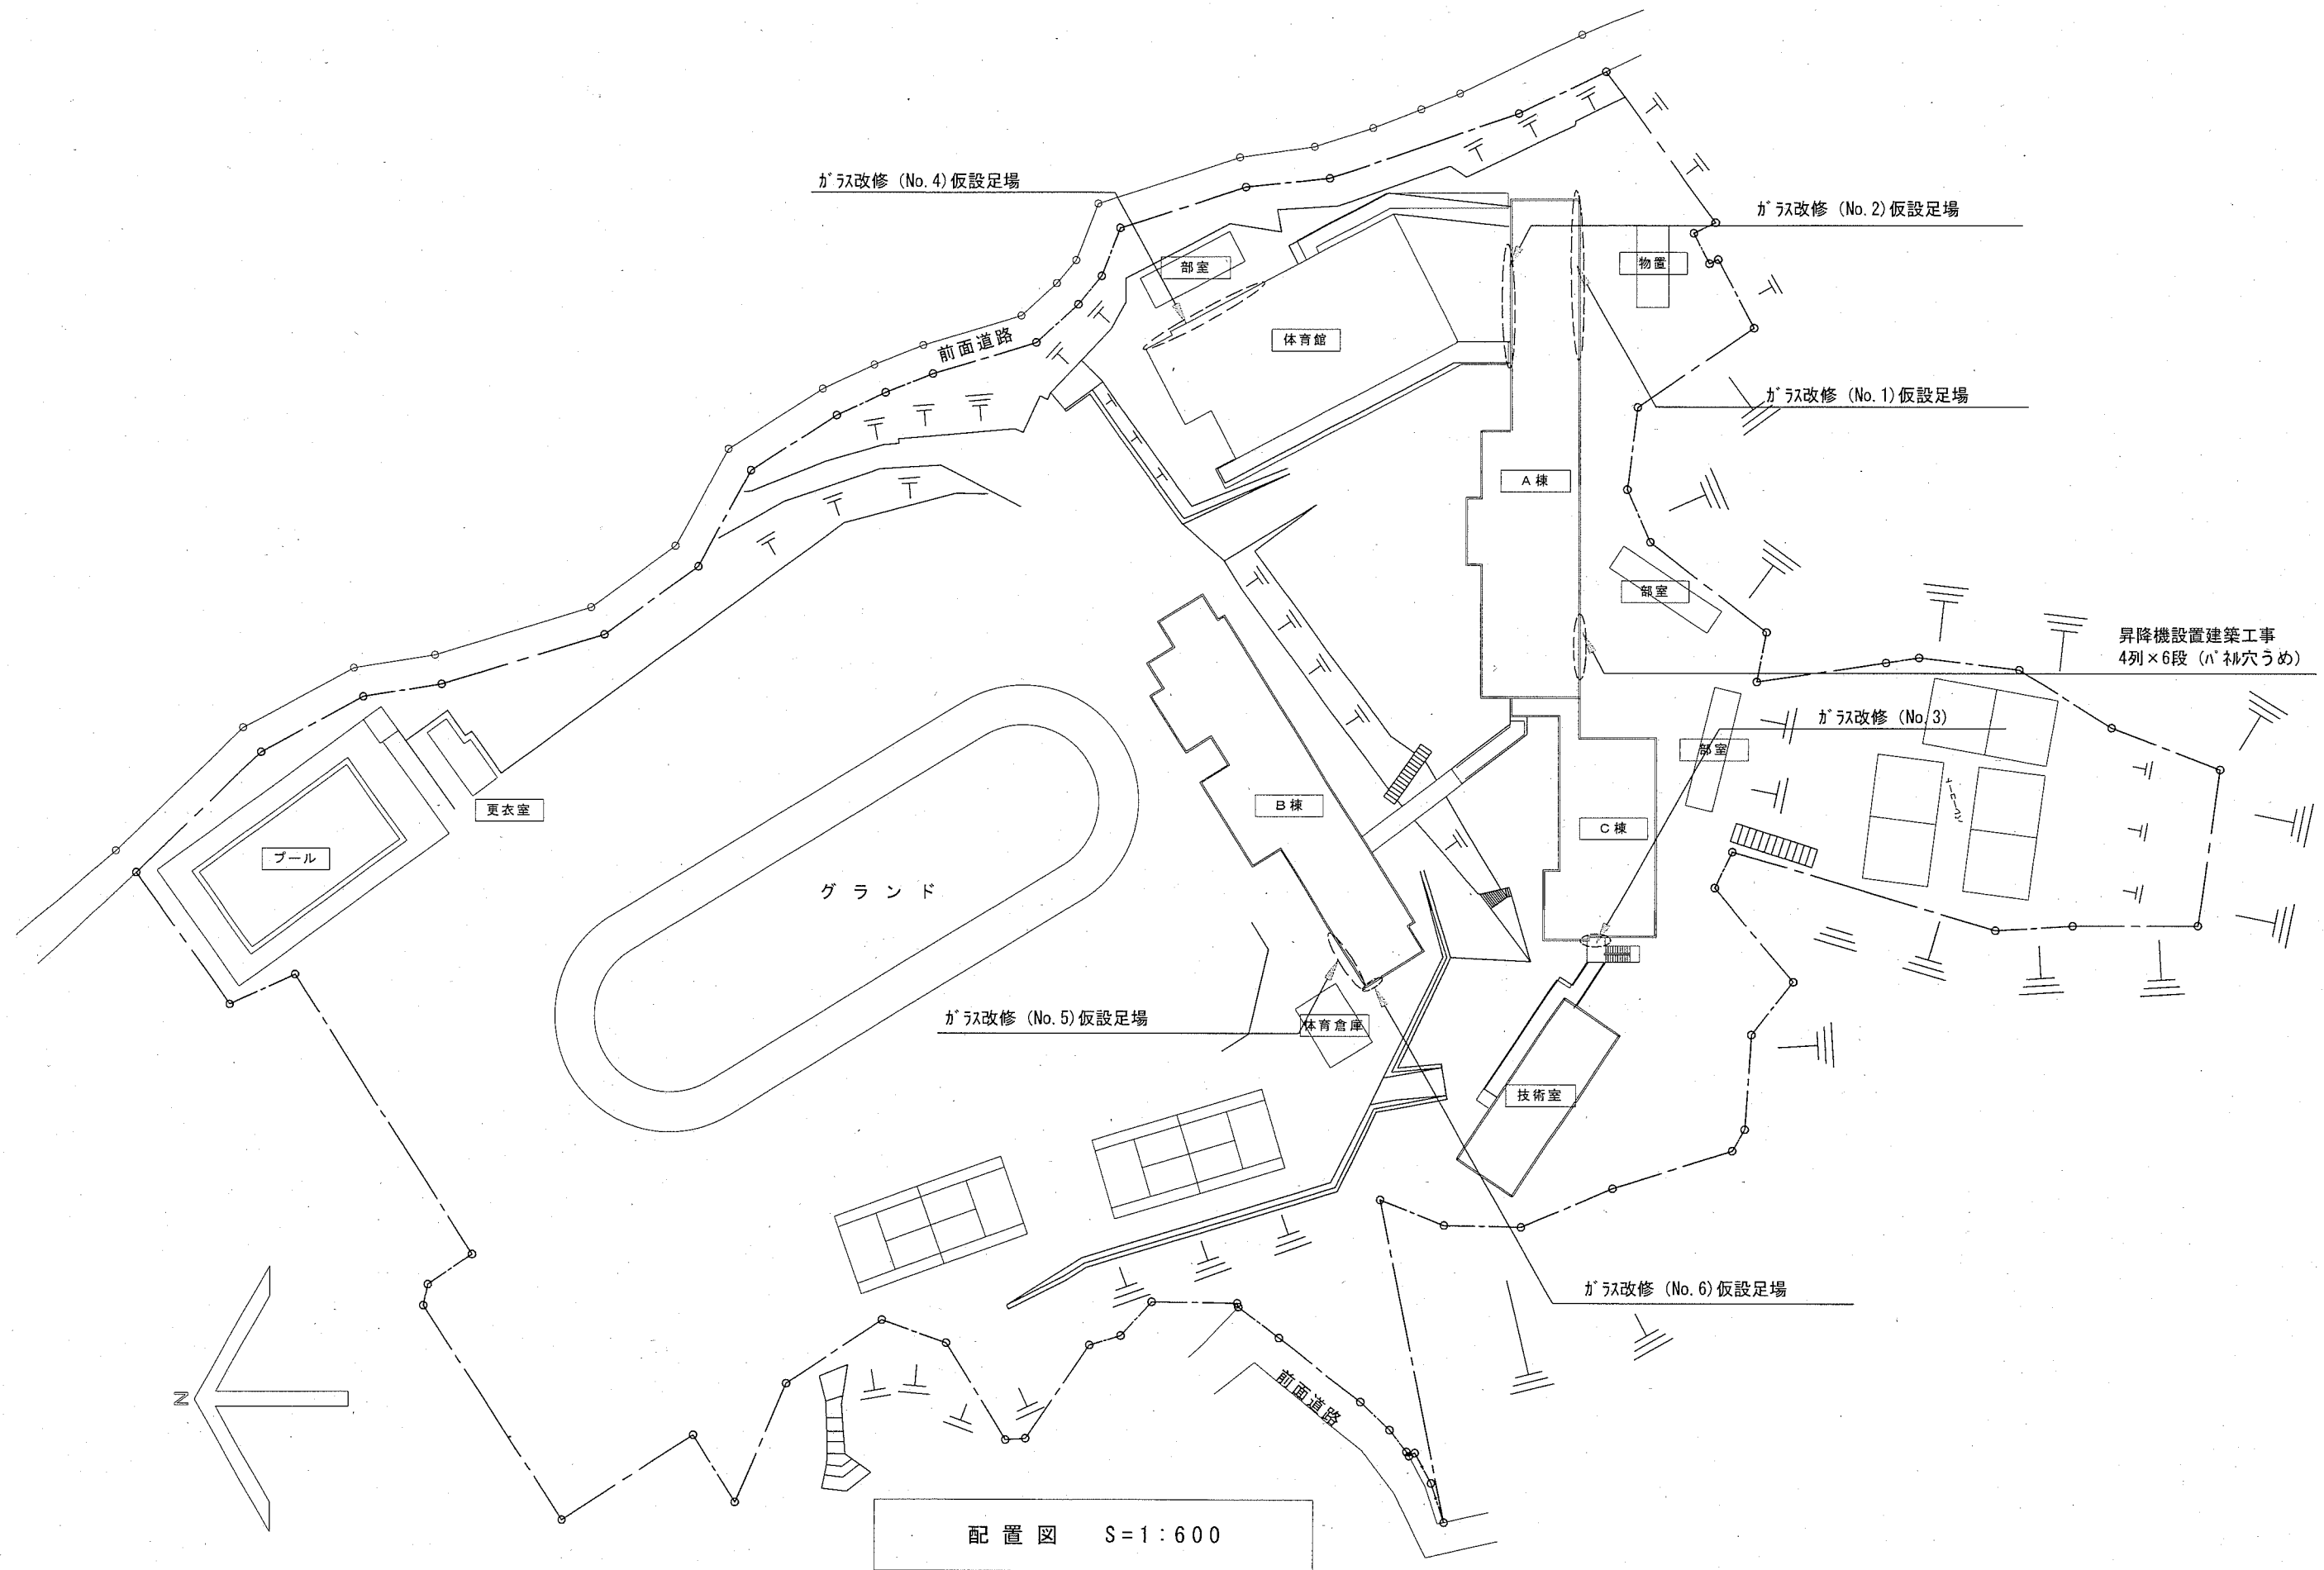 ガラス改修 (No.4)仮設足場
ガラス改修 (No.2)仮設足場
部室
物置
体育館
前面道路
ガラス改修 (No.1)仮設足場
A棟
部室
昇降機設置建築工事
4列×6段 (パネル穴うめ)
ガラス改修 (No.3)
部室
更衣室
B棟
C棟
プール
グランド
ガラス改修 (No.5)仮設足場
体育倉庫
技術室
ガラス改修 (No.6)仮設足場
前面道路
N
配置図 S=1:600